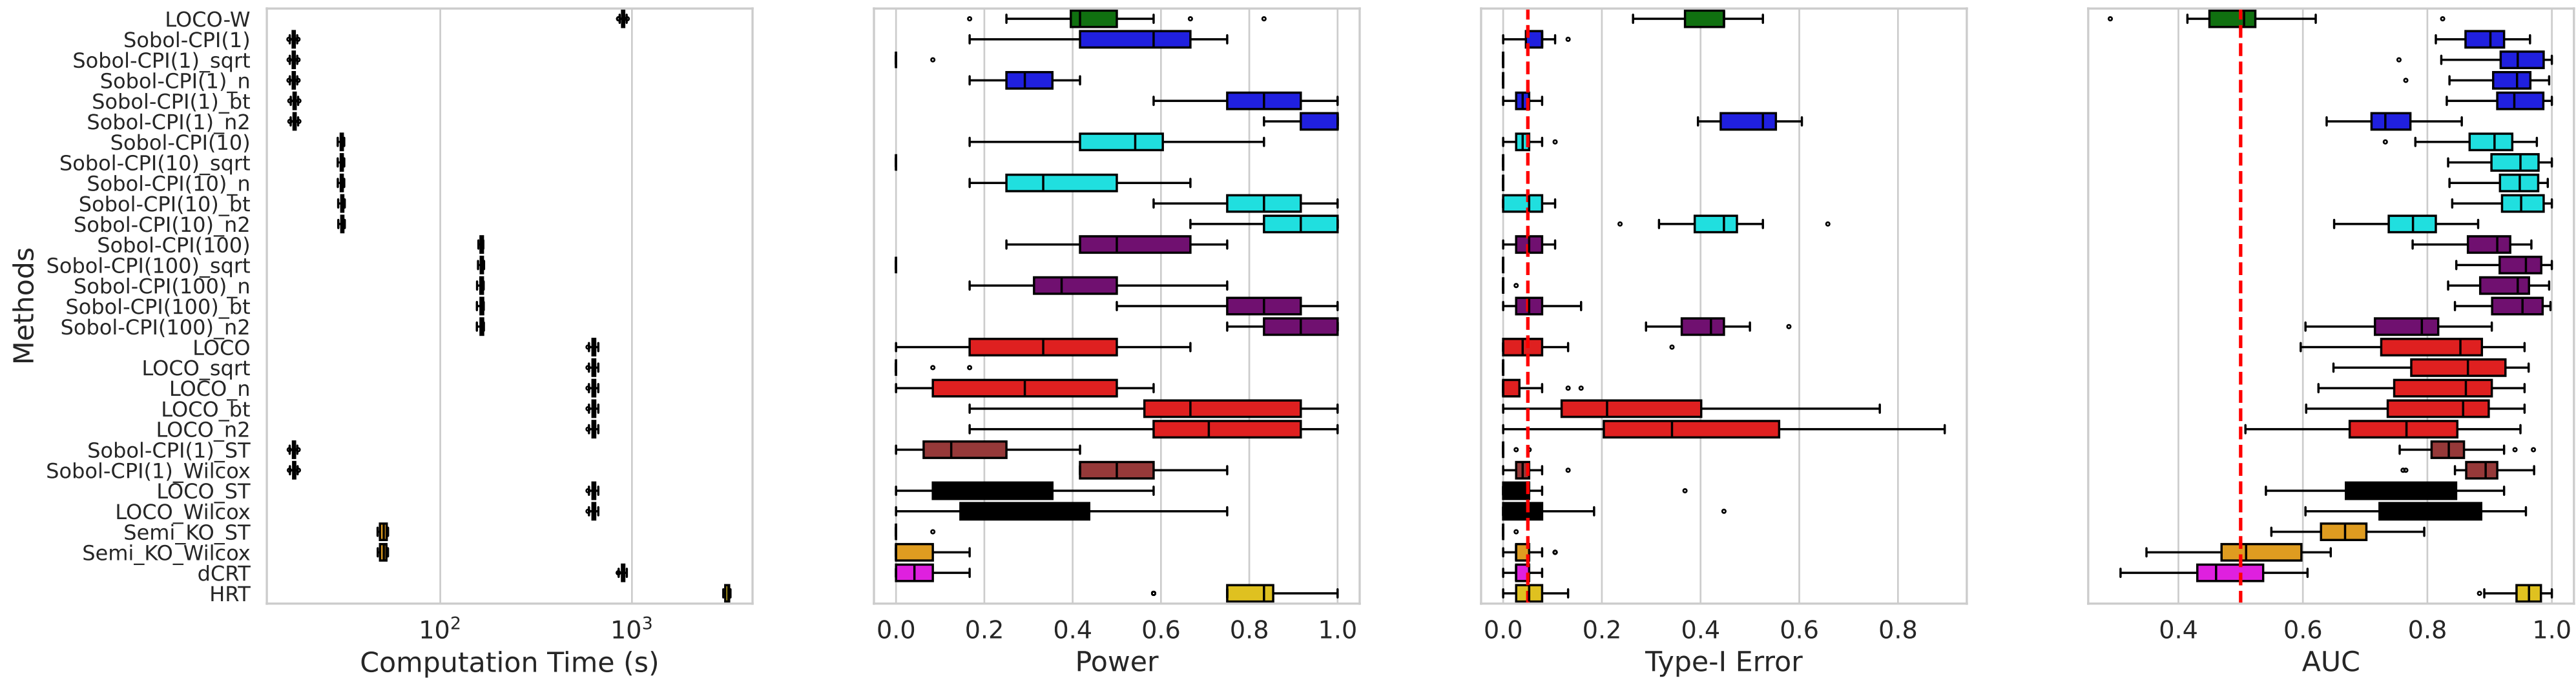 Methods
LOCO-W
Sobol-CPI(1)
Sobol-CPI(1)_sqrt
Sobol-CPI(1)_n
Sobol-CPI(1)_bt
Sobol-CPI(1)_n2
Sobol-CPI(10)
Sobol-CPI(10)_sqrt
Sobol-CPI(10)_n
Sobol-CPI(10)_bt
Sobol-CPI(10)_n2
Sobol-CPI(100)
Sobol-CPI(100)_sqrt
Sobol-CPI(100)_n
Sobol-CPI(100)_bt
Sobol-CPI(100)_n2
LOCO
LOCO_sqrt
LOCO_n
LOCO_bt
LOCO_n2
Sobol-CPI(1)_ST
Sobol-CPI(1)_Wilcox
LOCO_ST
LOCO_Wilcox
Semi_KO_ST
Semi_KO_Wilcox
dCRT
HRT
10² 10³
Computation Time (s)
0.0 0.2 0.4 0.6 0.8 1.0
Power
0.0 0.2 0.4 0.6 0.8
Type-I Error
0.4 0.6 0.8 1.0
AUC